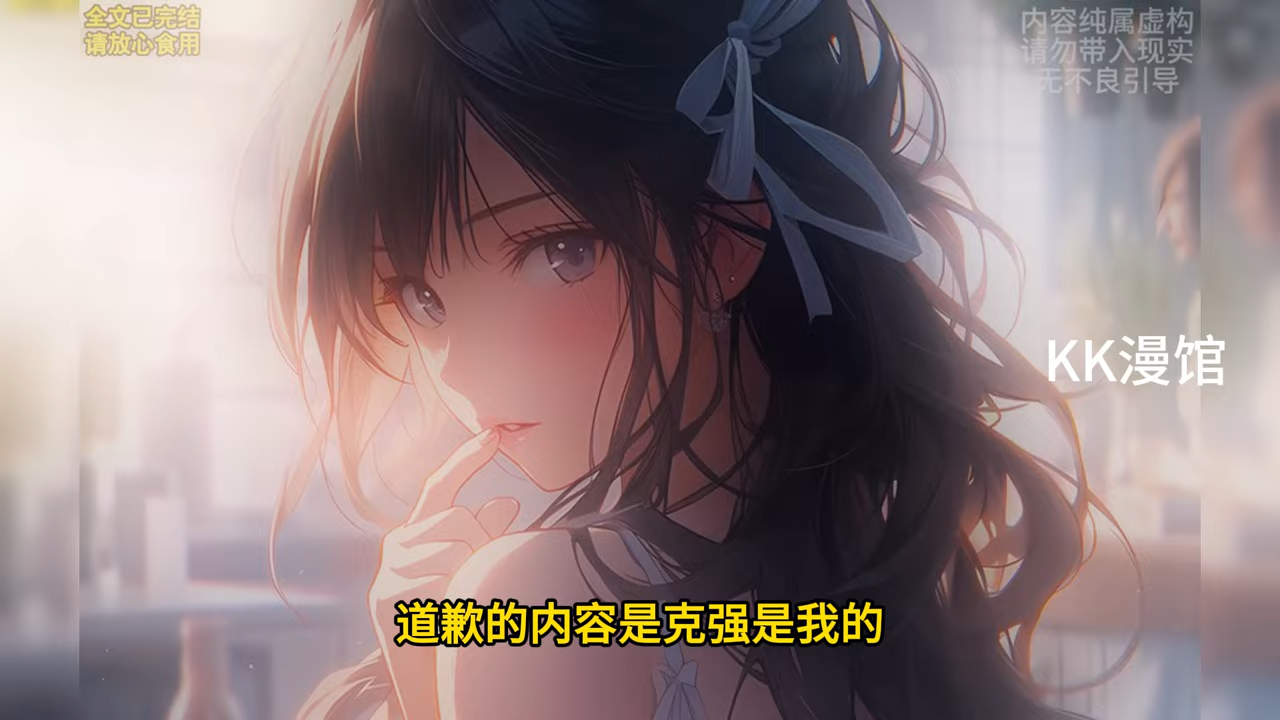 全文已完结
请放心食用
内容纯属虚构
请勿带入现实
无不良引导
KK漫馆
道歉的内容是克强是我的